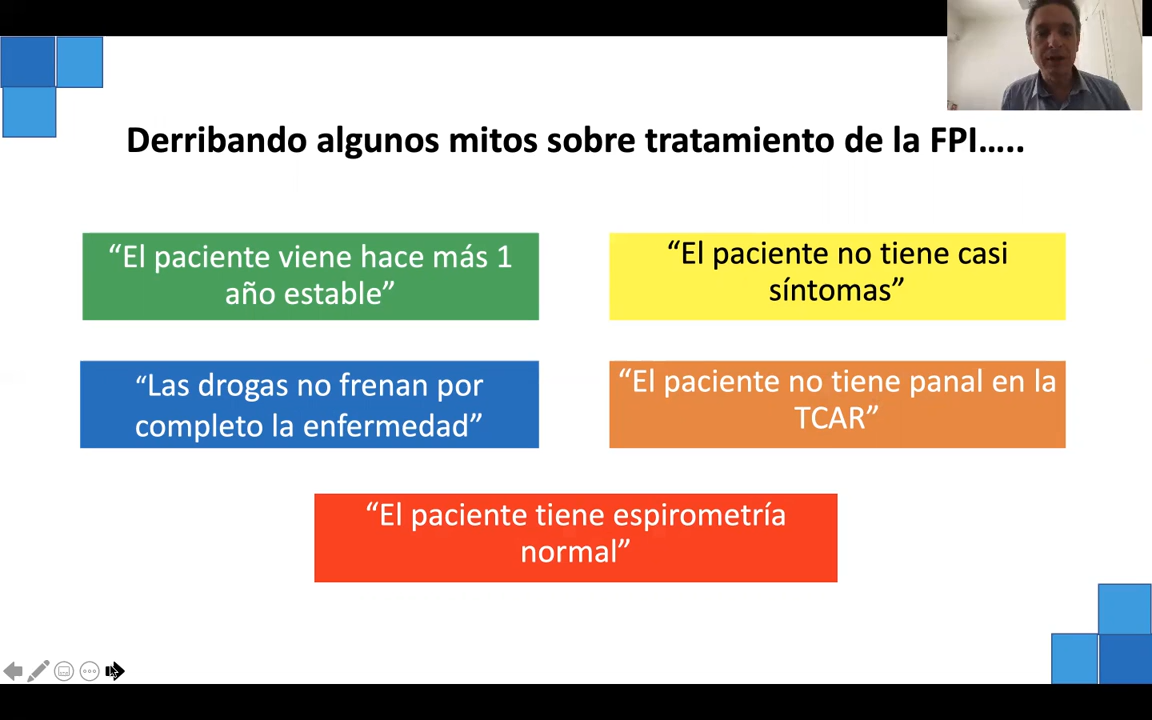 Derribando algunos mitos sobre tratamiento de la FPI…..
“El paciente viene hace más 1
año estable”
“El paciente no tiene casi
síntomas”
“Las drogas no frenan por
completo la enfermedad”
“El paciente no tiene panal en la
TCAR”
“El paciente tiene espirometría
normal”